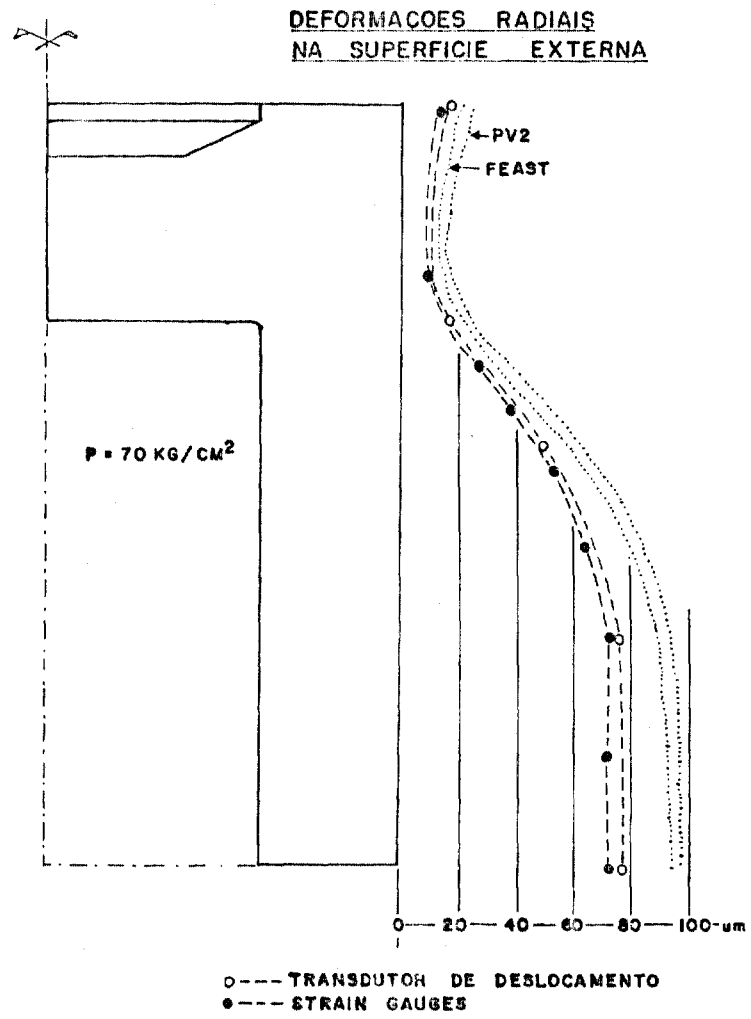 DEFORMACOES RADIAIS
NA SUPERFICIE EXTERNA
PV2
FEAST
P = 70 KG/CM²
0 20 40 60 80 100-um
TRANSDUTOR DE DESLOCAMENTO
STRAIN GAUGES